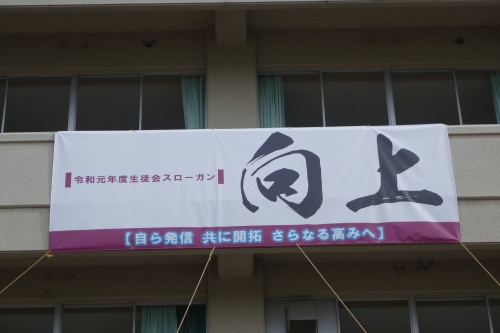 令和元年度生徒会スローガン
向上
【自ら発信 共に開拓 さらなる高みへ】